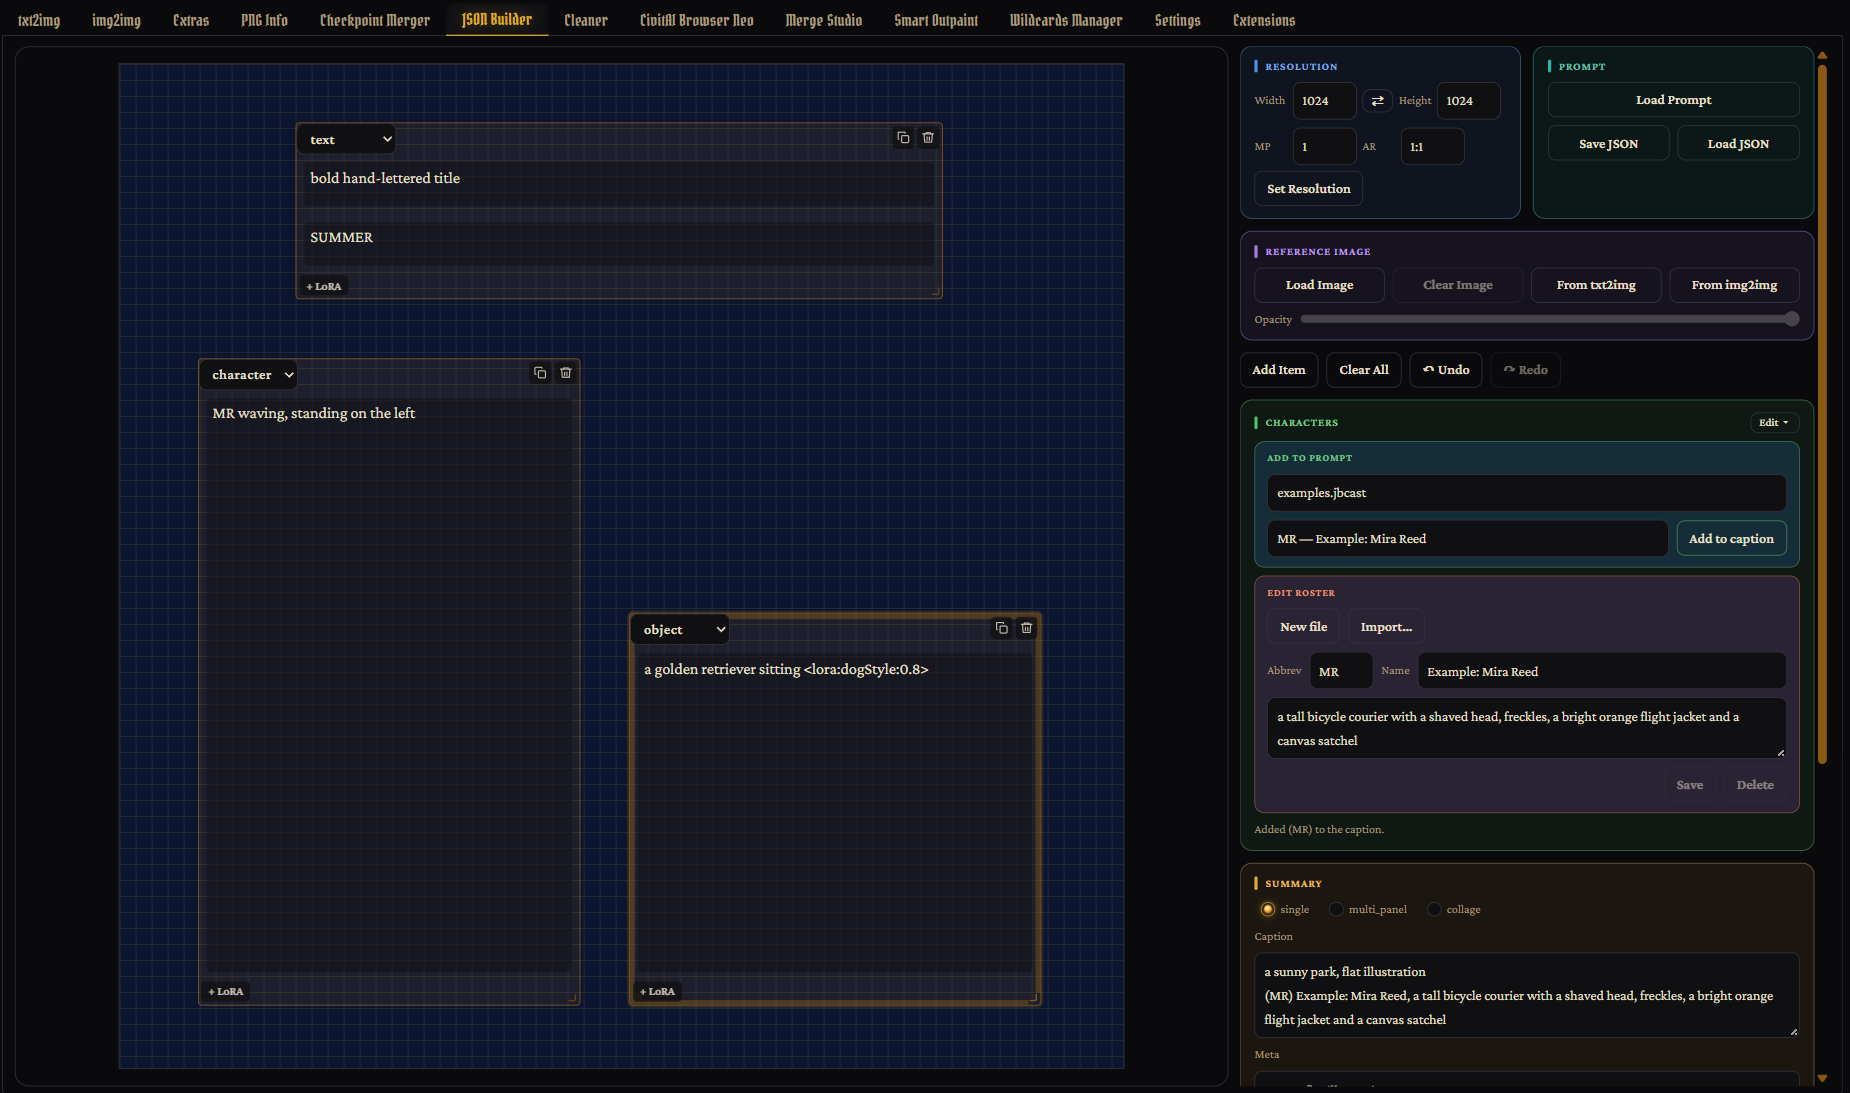 txt2img img2img Extras PNG Info Checkpoint Merger JSON Builder Cleaner CivitAI Browser Neo Merge Studio Smart Outpaint Wildcards Manager Settings Extensions
text
bold hand-lettered title
SUMMER
+ LoRA
character
MR waving, standing on the left
+ LoRA
object
a golden retriever sitting <lora:dogStyle:0.8>
+ LoRA
RESOLUTION
Width 1024 Height 1024
MP 1 AR 1:1
Set Resolution
PROMPT
Load Prompt
Save JSON Load JSON
REFERENCE IMAGE
Load Image Clear Image From txt2img From img2img
Opacity
Add Item Clear All Undo Redo
CHARACTERS Edit
ADD TO PROMPT
examples.jbcast
MR — Example: Mira Reed Add to caption
EDIT ROSTER
New file Import...
Abbrev MR Name Example: Mira Reed
a tall bicycle courier with a shaved head, freckles, a bright orange flight jacket and a
canvas satchel
Save Delete
Added (MR) to the caption.
SUMMARY
single multi_panel collage
Caption
a sunny park, flat illustration
(MR) Example: Mira Reed, a tall bicycle courier with a shaved head, freckles, a bright orange
flight jacket and a canvas satchel
Meta